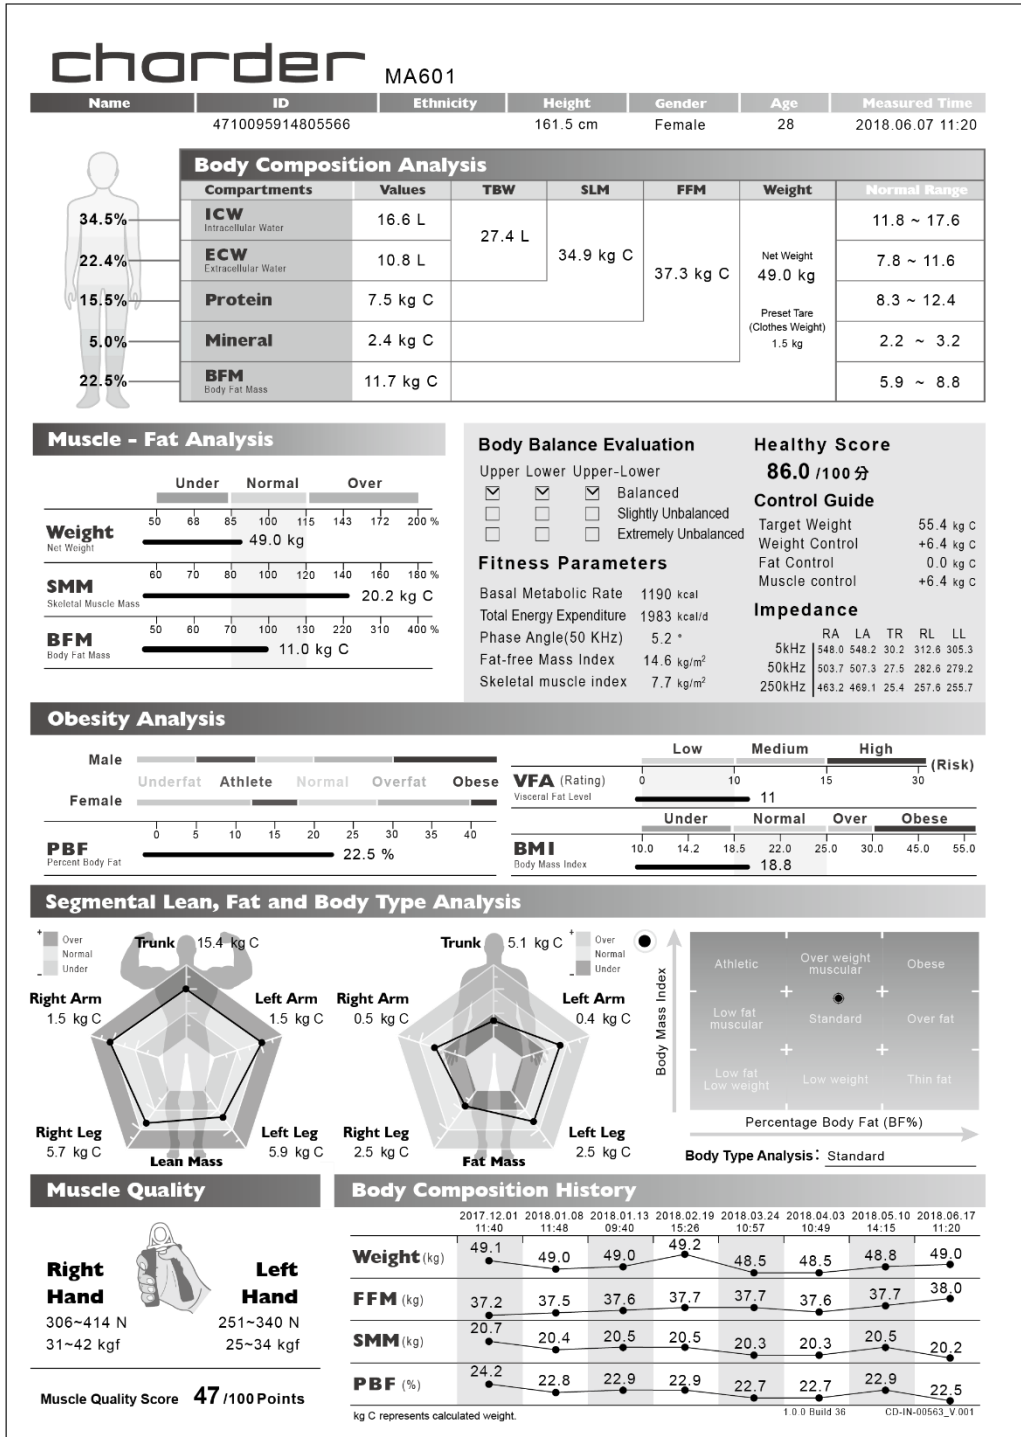 charder MA601
Name ID Ethnicity Height Gender Age Measured Time
4710095914805566 161.5 cm Female 28 2018.06.07 11:20
Body Composition Analysis
Compartments Values TBW SLM FFM Weight Normal Range
34.5% ICW 16.6 L 11.8 ~ 17.6
Intracellular Water
27.4 L
22.4% ECW 10.8 L 34.9 kg C Net Weight 7.8 ~ 11.6
Extracellular Water
37.3 kg C 49.0 kg
15.5% Protein 7.5 kg C 8.3 ~ 12.4
Preset Tare
(Clothes Weight)
5.0% Mineral 2.4 kg C 1.5 kg 2.2 ~ 3.2
22.5% BFM 11.7 kg C 5.9 ~ 8.8
Body Fat Mass
Muscle - Fat Analysis
Under Normal Over
50 68 85 100 115 143 172 200 %
Weight 49.0 kg
Net Weight
60 70 80 100 120 140 160 180 %
SMM 20.2 kg C
Skeletal Muscle Mass
50 60 70 100 130 220 310 400 %
BFM 11.0 kg C
Body Fat Mass
Body Balance Evaluation
Upper Lower Upper-Lower
Balanced
Slightly Unbalanced
Extremely Unbalanced
Fitness Parameters
Basal Metabolic Rate 1190 kcal
Total Energy Expenditure 1983 kcal/d
Phase Angle(50 KHz) 5.2 °
Fat-free Mass Index 14.6 kg/m²
Skeletal muscle index 7.7 kg/m²
Healthy Score
86.0 /100 分
Control Guide
Target Weight 55.4 kg C
Weight Control +6.4 kg C
Fat Control 0.0 kg C
Muscle control +6.4 kg C
Impedance
RA LA TR RL LL
5kHz 548.0 548.2 30.2 312.6 305.3
50kHz 503.7 507.3 27.5 282.6 279.2
250kHz 463.2 469.1 25.4 257.6 255.7
Obesity Analysis
Male
Underfat Athlete Normal Overfat Obese
Female
0 5 10 15 20 25 30 35 40
PBF 22.5 %
Percent Body Fat
Low Medium High
(Risk)
VFA (Rating) 0 10 15 30
Visceral Fat Level 11
Under Normal Over Obese
BMI 10.0 14.2 18.5 22.0 25.0 30.0 45.0 55.0
Body Mass Index 18.8
Segmental Lean, Fat and Body Type Analysis
+ Over
Normal
- Under
Trunk 15.4 kg C
Right Arm Left Arm
1.5 kg C 1.5 kg C
Right Leg Left Leg
5.7 kg C 5.9 kg C
Lean Mass
Trunk 5.1 kg C
+ Over
Normal
- Under
Right Arm Left Arm
0.5 kg C 0.4 kg C
Right Leg Left Leg
2.5 kg C 2.5 kg C
Fat Mass
Body Mass Index
Athletic Over weight muscular Obese
Low fat muscular Standard Over fat
Low fat Low weight Low weight Thin fat
Percentage Body Fat (BF%)
Body Type Analysis: Standard
Muscle Quality
Right Hand Left Hand
306~414 N 251~340 N
31~42 kgf 25~34 kgf
Muscle Quality Score 47 /100 Points
Body Composition History
2017.12.01 2018.01.08 2018.01.13 2018.02.19 2018.03.24 2018.04.03 2018.05.10 2018.06.17
11:40 11:48 09:40 15:26 10:57 10:49 14:15 11:20
Weight (kg) 49.1 49.0 49.0 49.2 48.5 48.5 48.8 49.0
FFM (kg) 37.2 37.5 37.6 37.7 37.7 37.6 37.7 38.0
SMM (kg) 20.7 20.4 20.5 20.5 20.3 20.3 20.5 20.2
PBF (%) 24.2 22.8 22.9 22.9 22.7 22.7 22.9 22.5
kg C represents calculated weight. 1.0.0 Build 36 CD-IN-00563_V 001